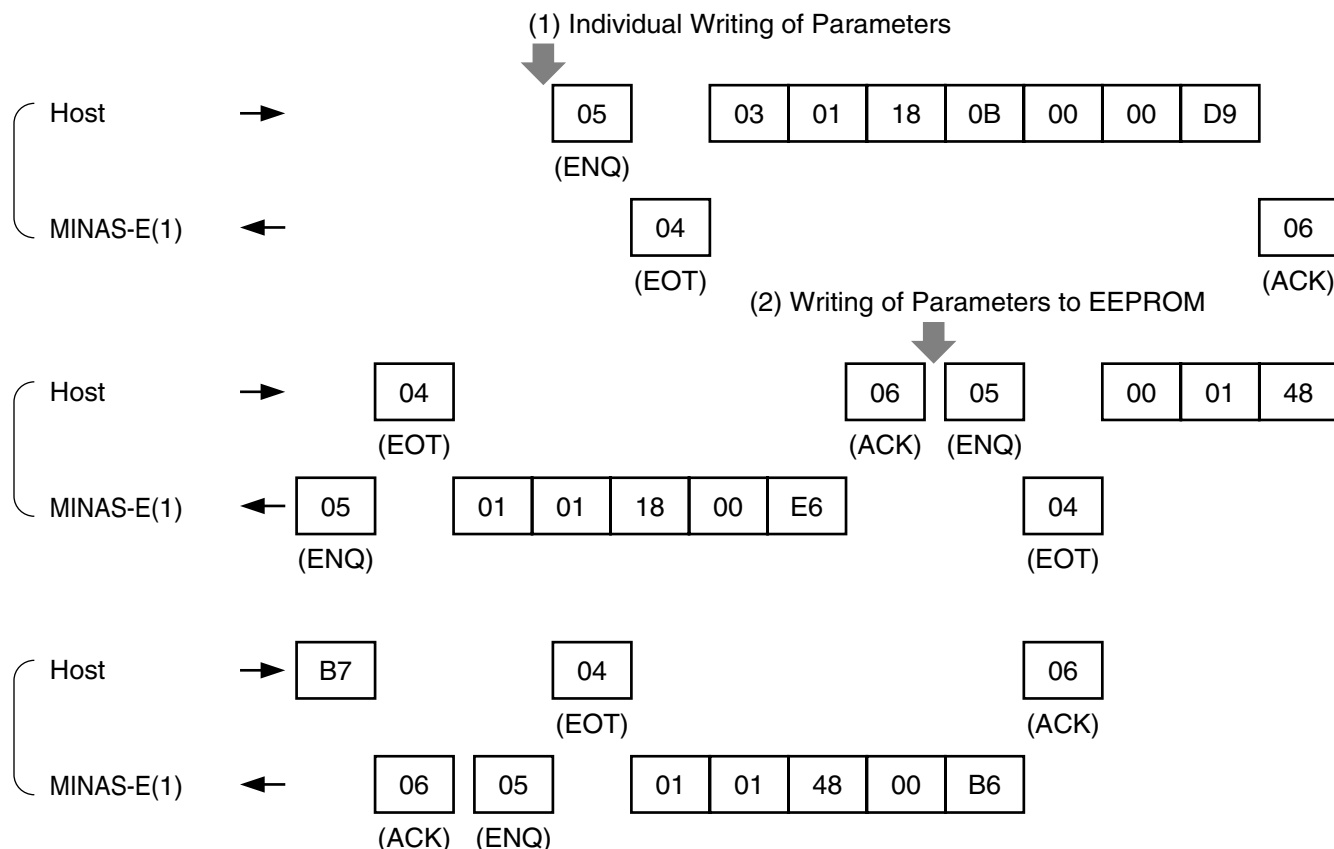 (1) Individual Writing of Parameters
Host 05 03 01 18 0B 00 00 D9
(ENQ)
MINAS-E(1) 04 06
(EOT) (ACK)
(2) Writing of Parameters to EEPROM
Host 04 06 05 00 01 48
(EOT) (ACK) (ENQ)
MINAS-E(1) 05 01 01 18 00 E6 04
(ENQ) (EOT)
Host B7 04 06
(EOT) (ACK)
MINAS-E(1) 06 05 01 01 48 00 B6
(ACK) (ENQ)